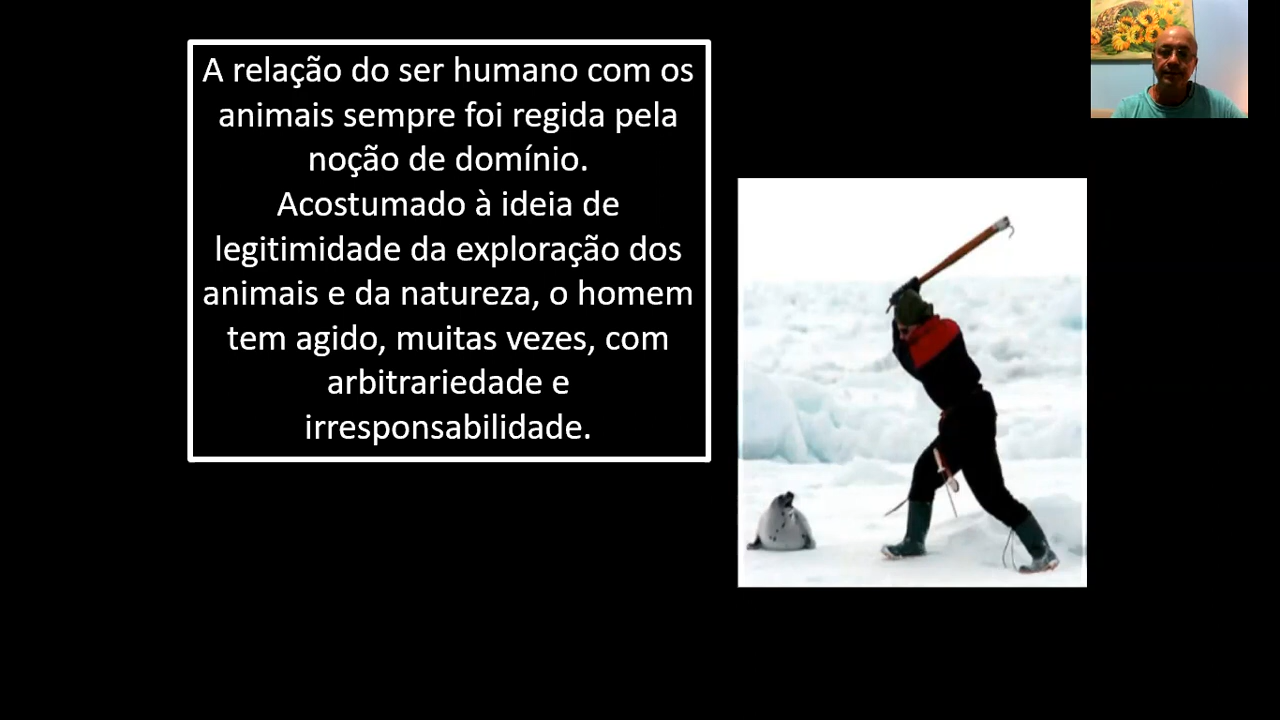 A relação do ser humano com os
animais sempre foi regida pela
noção de domínio.
Acostumado à ideia de
legitimidade da exploração dos
animais e da natureza, o homem
tem agido, muitas vezes, com
arbitrariedade e
irresponsabilidade.